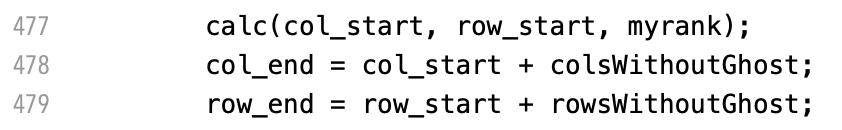 477 calc(col_start, row_start, myrank);
478 col_end = col_start + colsWithoutGhost;
479 row_end = row_start + rowsWithoutGhost;